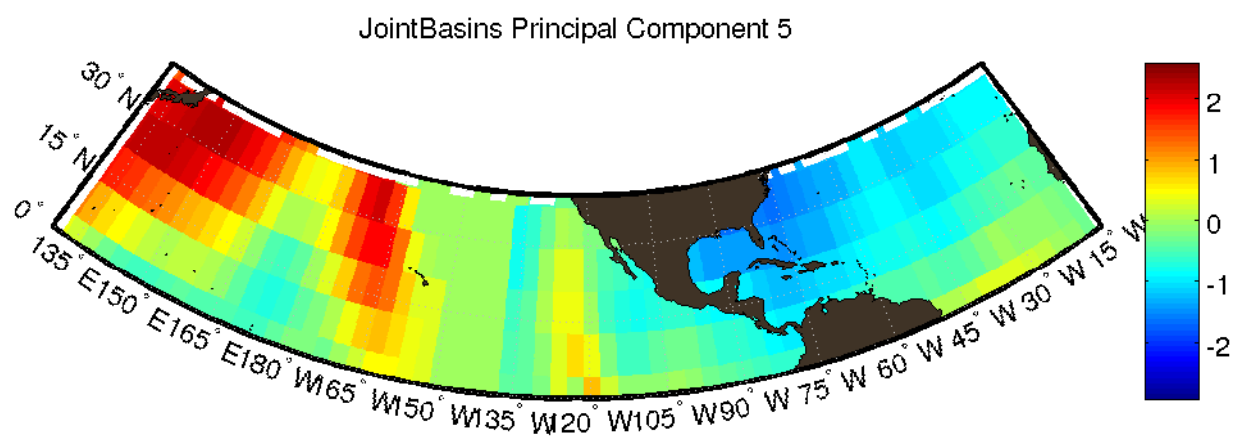 JointBasins Principal Component 5
30° N
15° N
0°
135° E
150° E
165° E
180° W
165° W
150° W
135° W
120° W
105° W
90° W
75° W
60° W
45° W
30° W
15° W
2
1
0
-1
-2